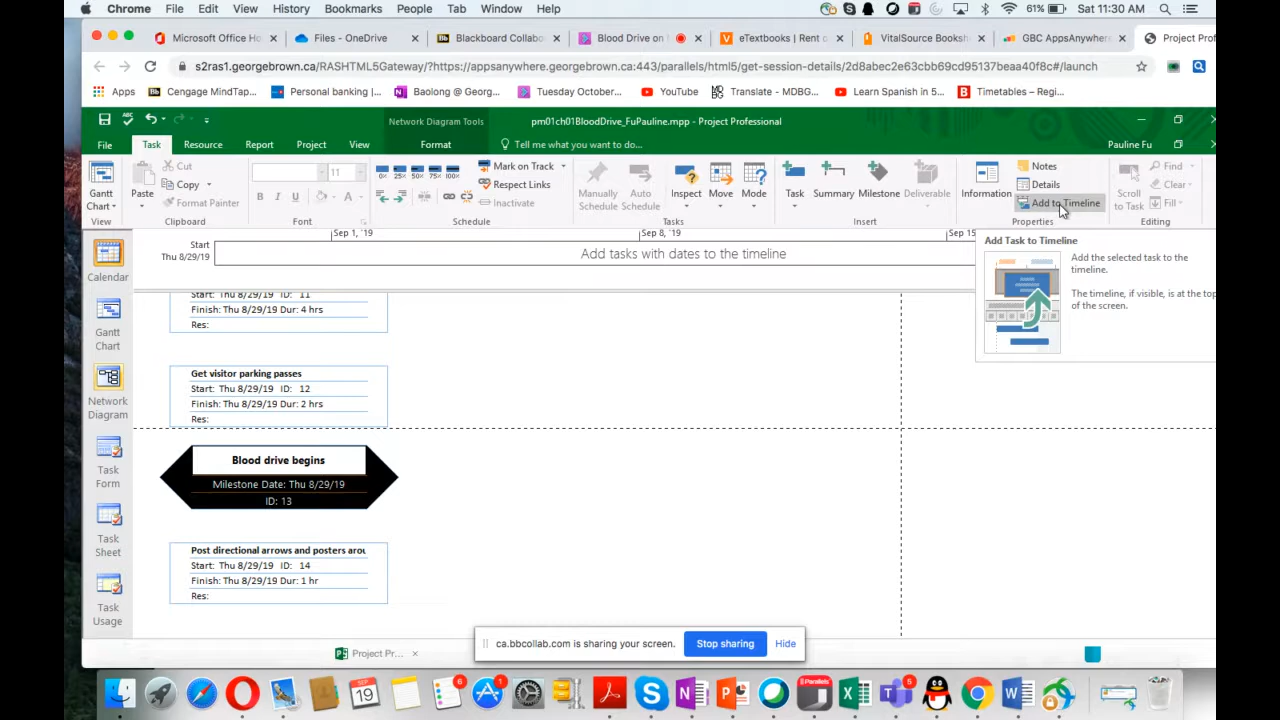 Chrome File Edit View History Bookmarks People Tab Window Help 61% Sat 11:30 AM
Microsoft Office Ho Files - OneDrive Blackboard Collabo Blood Drive on eTextbooks | Rent o VitalSource Booksh GBC AppsAnywhere. Project Prof
s2ras1.georgebrown.ca/RASHTML5Gateway/?https://appsanywhere.georgebrown.ca:443/parallels/html5/get-session-details/2d8abec2e63cbb69cd95137beaa40f8c#/launch
Apps Cengage MindTap... Personal banking |... Baolong @ Georg... Tuesday October... YouTube Translate - MDBG... Learn Spanish in 5... Timetables – Regi...
Network Diagram Tools pm01ch01BloodDrive_FuPauline.mpp - Project Professional
File Task Resource Report Project View Format Tell me what you want to do... Pauline Fu
Gantt Chart
Paste
Cut
Copy
Format Painter
11
B I U A
0% 25% 50% 75% 100%
Mark on Track
Respect Links
Inactivate
Manually Schedule
Auto Schedule
Inspect Move Mode
Task Summary Milestone Deliverable
Information
Notes
Details
Add to Timeline
Scroll to Task
Find
Clear
Fill
View Clipboard Font Schedule Tasks Insert Properties Editing
Sep 1, '19 Sep 8, '19 Sep 15
Start
Thu 8/29/19
Add tasks with dates to the timeline
Add Task to Timeline
Add the selected task to the
timeline.
The timeline, if visible, is at the top
of the screen.
Calendar
Gantt
Chart
Network
Diagram
Task
Form
Task
Sheet
Task
Usage
Start: Thu 8/29/19 ID: 11
Finish: Thu 8/29/19 Dur: 4 hrs
Res:
Get visitor parking passes
Start: Thu 8/29/19 ID: 12
Finish: Thu 8/29/19 Dur: 2 hrs
Res:
Blood drive begins
Milestone Date: Thu 8/29/19
ID: 13
Post directional arrows and posters arou
Start: Thu 8/29/19 ID: 14
Finish: Thu 8/29/19 Dur: 1 hr
Res:
ca.bbcollab.com is sharing your screen. Stop sharing Hide
Project Pr...
SEP
19
6
1
Parallels
5